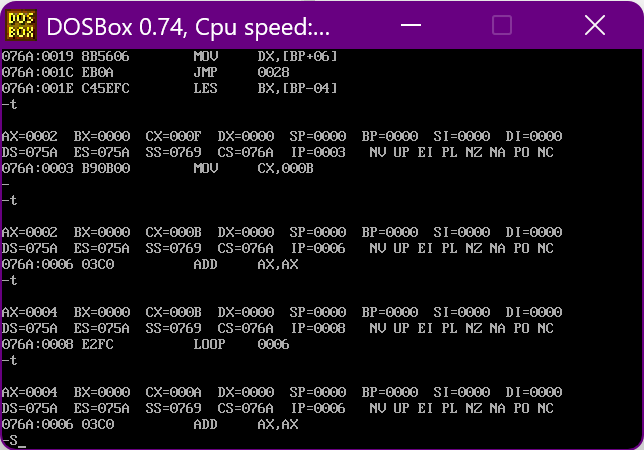 DOS
BOX
DOSBox 0.74, Cpu speed:...
076A:0019 8B5606 MOV DX,[BP+06]
076A:001C EB0A JMP 0028
076A:001E C45EFC LES BX,[BP-04]
-t
AX=0002 BX=0000 CX=000F DX=0000 SP=0000 BP=0000 SI=0000 DI=0000
DS=075A ES=075A SS=0769 CS=076A IP=0003 NV UP EI PL NZ NA PO NC
076A:0003 B90B00 MOV CX,000B
-
-t
AX=0002 BX=0000 CX=000B DX=0000 SP=0000 BP=0000 SI=0000 DI=0000
DS=075A ES=075A SS=0769 CS=076A IP=0006 NV UP EI PL NZ NA PO NC
076A:0006 03C0 ADD AX,AX
-t
AX=0004 BX=0000 CX=000B DX=0000 SP=0000 BP=0000 SI=0000 DI=0000
DS=075A ES=075A SS=0769 CS=076A IP=0008 NV UP EI PL NZ NA PO NC
076A:0008 E2FC LOOP 0006
-t
AX=0004 BX=0000 CX=000A DX=0000 SP=0000 BP=0000 SI=0000 DI=0000
DS=075A ES=075A SS=0769 CS=076A IP=0006 NV UP EI PL NZ NA PO NC
076A:0006 03C0 ADD AX,AX
-S_